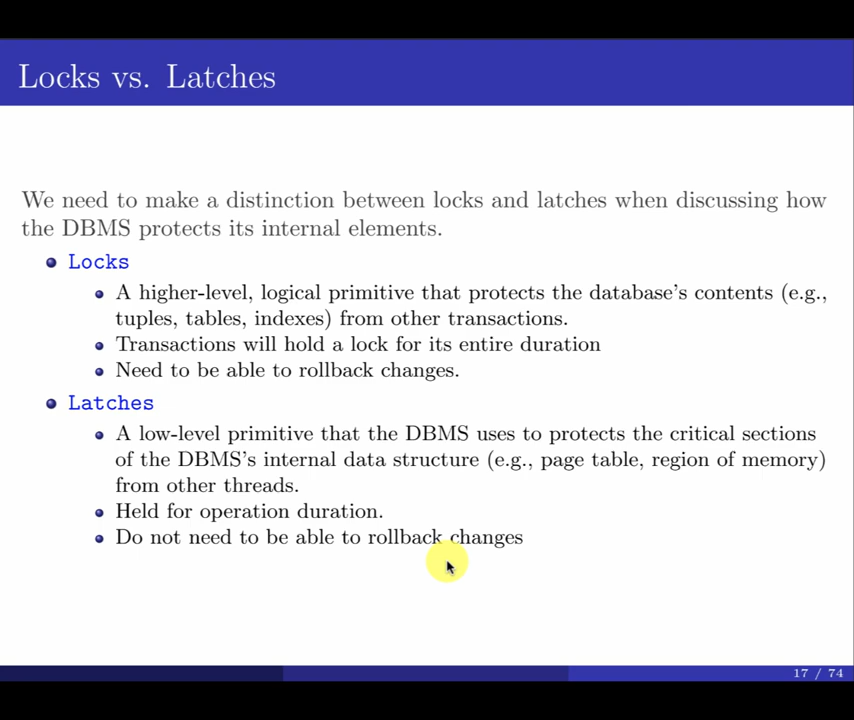 Locks vs. Latches
We need to make a distinction between locks and latches when discussing how
the DBMS protects its internal elements.
Locks
A higher-level, logical primitive that protects the database's contents (e.g.,
tuples, tables, indexes) from other transactions.
Transactions will hold a lock for its entire duration
Need to be able to rollback changes.
Latches
A low-level primitive that the DBMS uses to protects the critical sections
of the DBMS's internal data structure (e.g., page table, region of memory)
from other threads.
Held for operation duration.
Do not need to be able to rollback changes
17 / 74